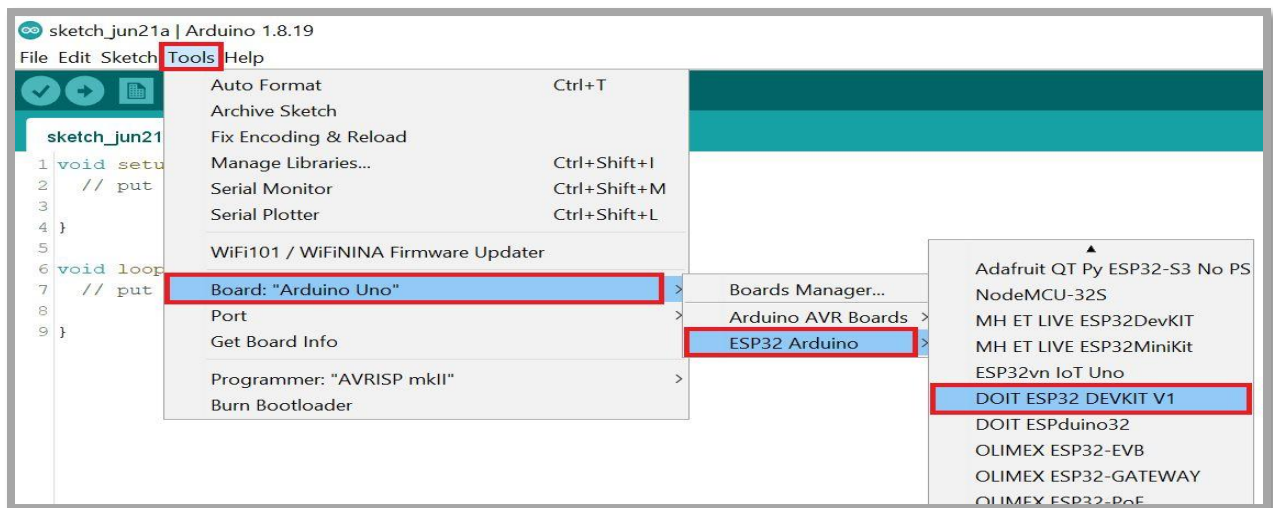 sketch_jun21a | Arduino 1.8.19
File Edit Sketch Tools Help
sketch_jun21
1 void setu
2 // put
3
4 }
5
6 void loop
7 // put
8
9 }
Auto Format Ctrl+T
Archive Sketch
Fix Encoding & Reload
Manage Libraries... Ctrl+Shift+I
Serial Monitor Ctrl+Shift+M
Serial Plotter Ctrl+Shift+L
WiFi101 / WiFiNINA Firmware Updater
Board: "Arduino Uno"
Port
Get Board Info
Programmer: "AVRISP mkII"
Burn Bootloader
Boards Manager...
Arduino AVR Boards
ESP32 Arduino
Adafruit QT Py ESP32-S3 No PS
NodeMCU-32S
MH ET LIVE ESP32DevKIT
MH ET LIVE ESP32MiniKit
ESP32vn IoT Uno
DOIT ESP32 DEVKIT V1
DOIT ESPduino32
OLIMEX ESP32-EVB
OLIMEX ESP32-GATEWAY
OLIMEX ESP32-PoE